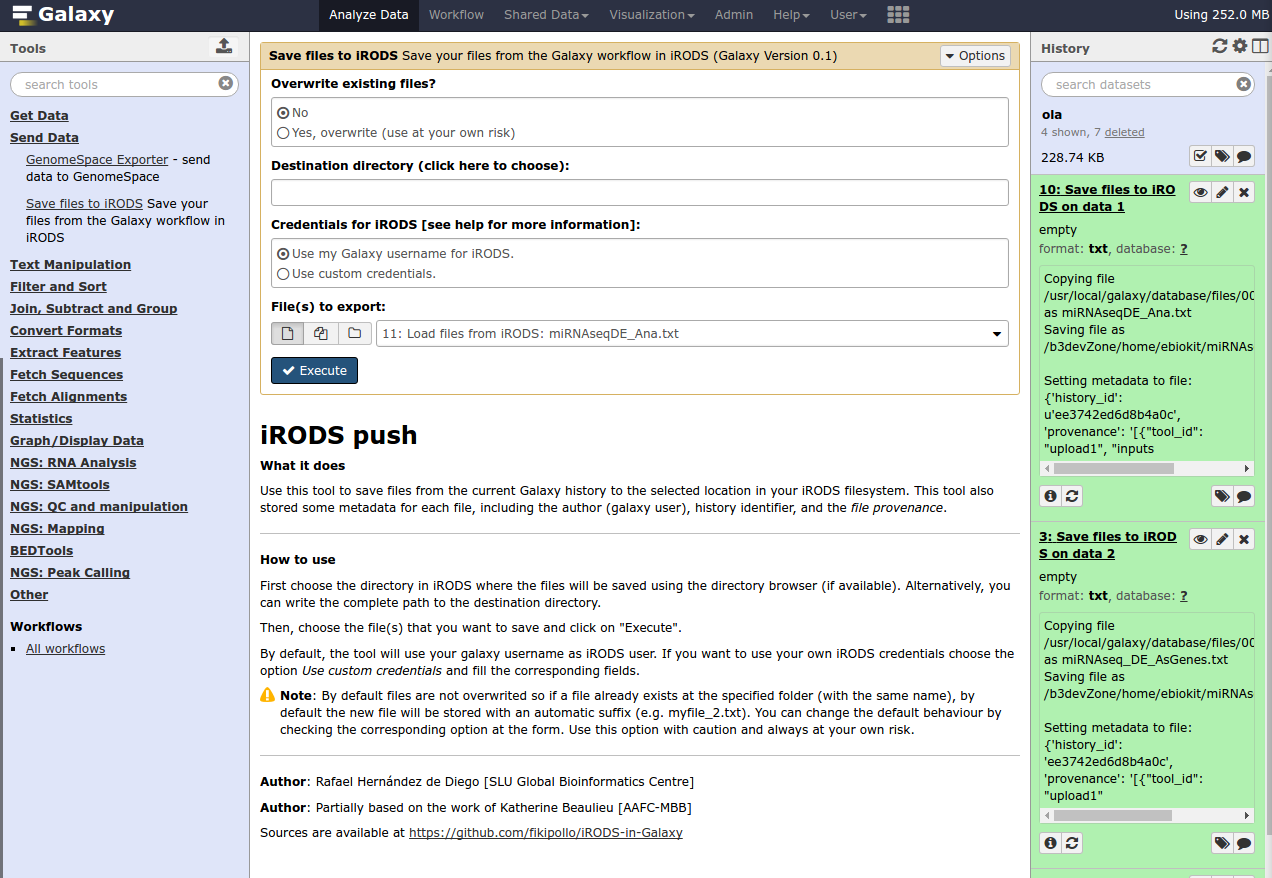 Galaxy
Analyze Data Workflow Shared Data Visualization Admin Help User
Using 252.0 MB
Tools
search tools
Get Data
Send Data
GenomeSpace Exporter - send
data to GenomeSpace
Save files to iRODS Save your
files from the Galaxy workflow in
iRODS
Text Manipulation
Filter and Sort
Join, Subtract and Group
Convert Formats
Extract Features
Fetch Sequences
Fetch Alignments
Statistics
Graph/Display Data
NGS: RNA Analysis
NGS: SAMtools
NGS: QC and manipulation
NGS: Mapping
BEDTools
NGS: Peak Calling
Other
Workflows
All workflows
Save files to iRODS Save your files from the Galaxy workflow in iRODS (Galaxy Version 0.1)
Options
Overwrite existing files?
No
Yes, overwrite (use at your own risk)
Destination directory (click here to choose):
Credentials for iRODS [see help for more information]:
Use my Galaxy username for iRODS.
Use custom credentials.
File(s) to export:
11: Load files from iRODS: miRNAseqDE_Ana.txt
Execute
iRODS push
What it does
Use this tool to save files from the current Galaxy history to the selected location in your iRODS filesystem. This tool also
stored some metadata for each file, including the author (galaxy user), history identifier, and the file provenance.
How to use
First choose the directory in iRODS where the files will be saved using the directory browser (if available). Alternatively, you
can write the complete path to the destination directory.
Then, choose the file(s) that you want to save and click on "Execute".
By default, the tool will use your galaxy username as iRODS user. If you want to use your own iRODS credentials choose the
option Use custom credentials and fill the corresponding fields.
Note: By default files are not overwrited so if a file already exists at the specified folder (with the same name), by
default the new file will be stored with an automatic suffix (e.g. myfile_2.txt). You can change the default behaviour by
checking the corresponding option at the form. Use this option with caution and always at your own risk.
Author: Rafael Hernández de Diego [SLU Global Bioinformatics Centre]
Author: Partially based on the work of Katherine Beaulieu [AAFC-MBB]
Sources are available at https://github.com/fikipollo/iRODS-in-Galaxy
History
search datasets
ola
4 shown, 7 deleted
228.74 KB
10: Save files to iRO
DS on data 1
empty
format: txt, database: ?
Copying file
/usr/local/galaxy/database/files/00
as miRNAseqDE_Ana.txt
Saving file as
/b3devZone/home/ebiokit/miRNAs
Setting metadata to file:
{'history_id':
u'ee3742ed6d8b4a0c',
'provenance': '[{"tool_id":
"upload1", "inputs
3: Save files to iROD
S on data 2
empty
format: txt, database: ?
Copying file
/usr/local/galaxy/database/files/00
as miRNAseq_DE_AsGenes.txt
Saving file as
/b3devZone/home/ebiokit/miRNAs
Setting metadata to file:
{'history_id':
'ee3742ed6d8b4a0c',
'provenance': '[{"tool_id":
"upload1"